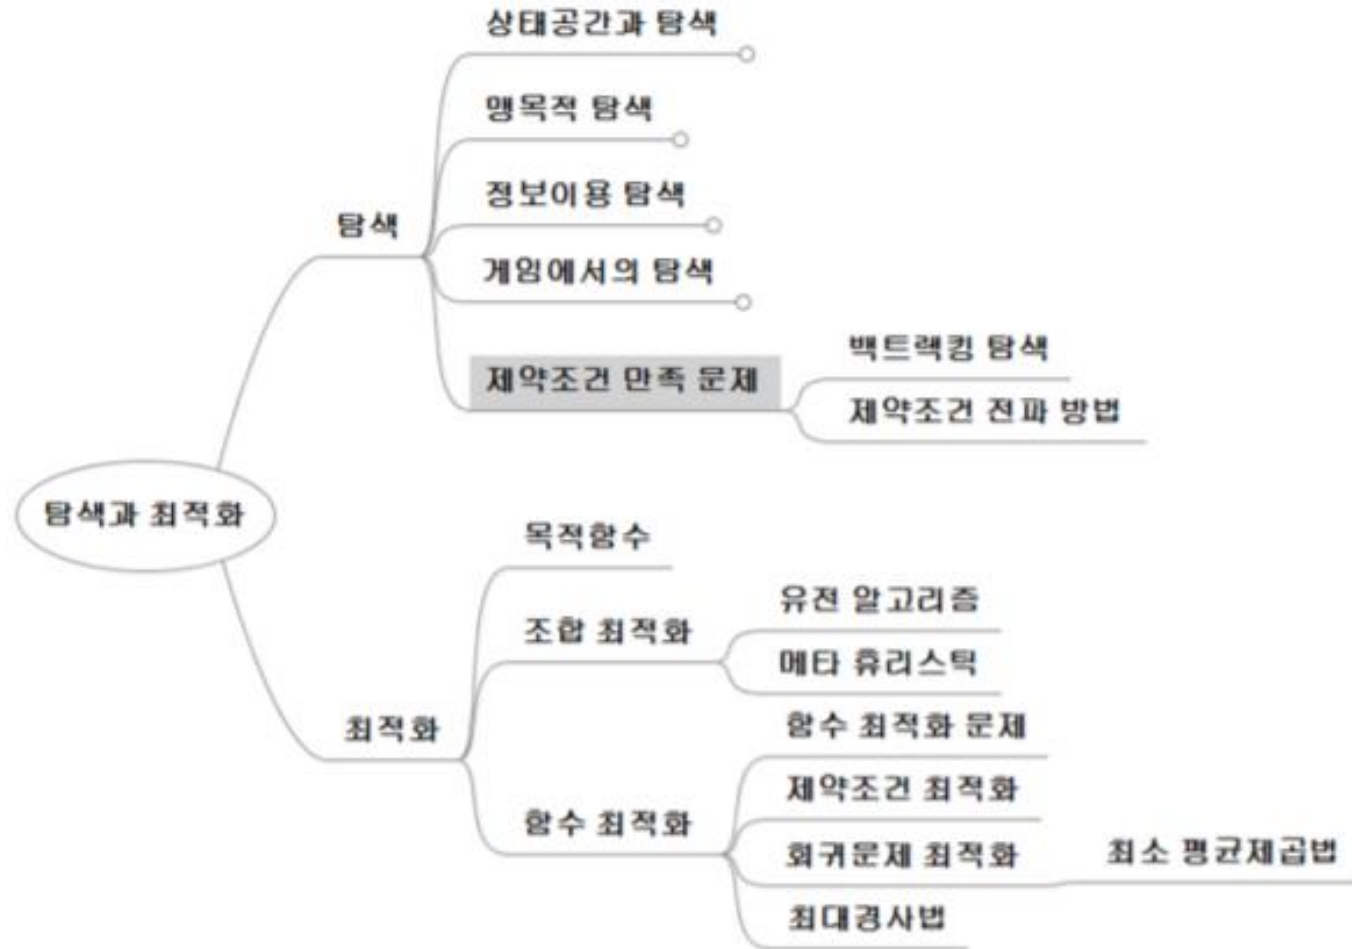 상태공간과 탐색
맹목적 탐색
정보이용 탐색
탐색
게임에서의 탐색
백트랙킹 탐색
제약조건 만족 문제
제약조건 전파 방법
탐색과 최적화
목적함수
유전 알고리즘
조합 최적화
메타 휴리스틱
최적화
함수 최적화 문제
제약조건 최적화
함수 최적화
회귀문제 최적화
최소 평균제곱법
최대경사법